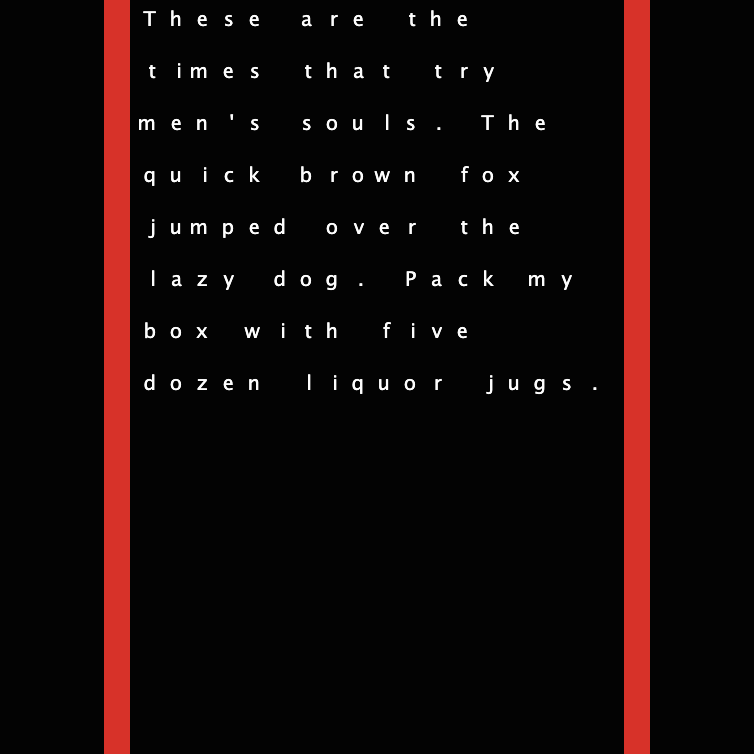 These are the
times that try
men's souls. The
quick brown fox
jumped over the
lazy dog. Pack my
box with five
dozen liquor jugs.